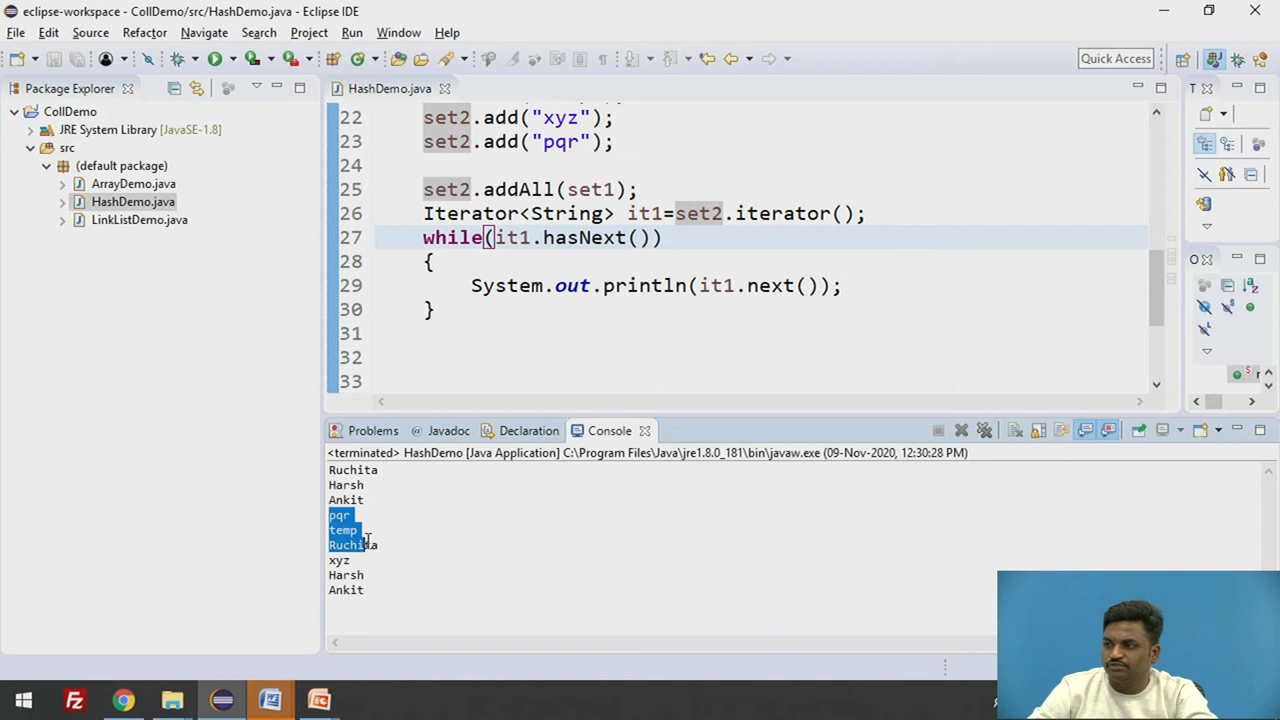 eclipse-workspace - CollDemo/src/HashDemo.java - Eclipse IDE
File Edit Source Refactor Navigate Search Project Run Window Help
Quick Access
Package Explorer
CollDemo
JRE System Library [JavaSE-1.8]
src
(default package)
ArrayDemo.java
HashDemo.java
LinkListDemo.java
HashDemo.java
22 set2.add("xyz");
23 set2.add("pqr");
24
25 set2.addAll(set1);
26 Iterator<String> it1=set2.iterator();
27 while(it1.hasNext())
28 {
29 System.out.println(it1.next());
30 }
31
32
33
T
O
Problems Javadoc Declaration Console
<terminated> HashDemo [Java Application] C:\Program Files\Java\jre1.8.0_181\bin\javaw.exe (09-Nov-2020, 12:30:28 PM)
Ruchita
Harsh
Ankit
pqr
temp
Ruchita
xyz
Harsh
Ankit